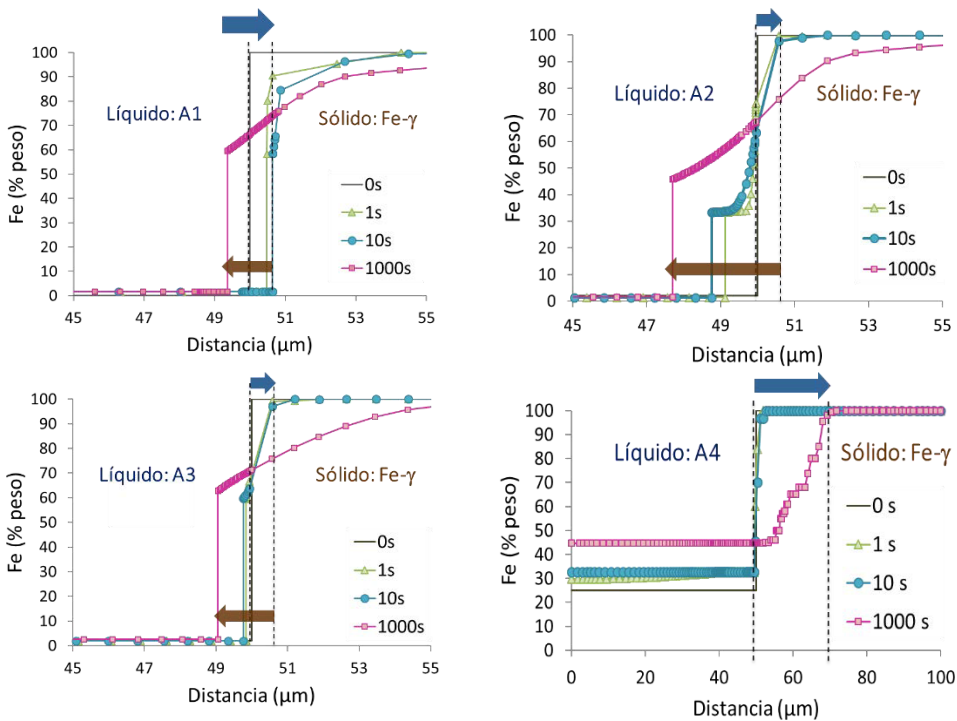 100
90
80
70
60
50
40
30
20
10
0
Fe (% peso)
Líquido: A1
Sólido: Fe-γ
0s
1s
10s
1000s
45
47
49
51
53
55
Distancia (µm)
100
90
80
70
60
50
40
30
20
10
0
Fe (% peso)
Líquido: A2
Sólido: Fe-γ
0s
1s
10s
1000s
45
47
49
51
53
55
Distancia (µm)
100
90
80
70
60
50
40
30
20
10
0
Fe (% peso)
Líquido: A3
Sólido: Fe-γ
0s
1s
10s
1000s
45
47
49
51
53
55
Distancia (µm)
100
90
80
70
60
50
40
30
20
10
0
Fe (% peso)
Líquido: A4
Sólido: Fe-γ
0 s
1 s
10 s
1000 s
0
20
40
60
80
100
Distancia (µm)